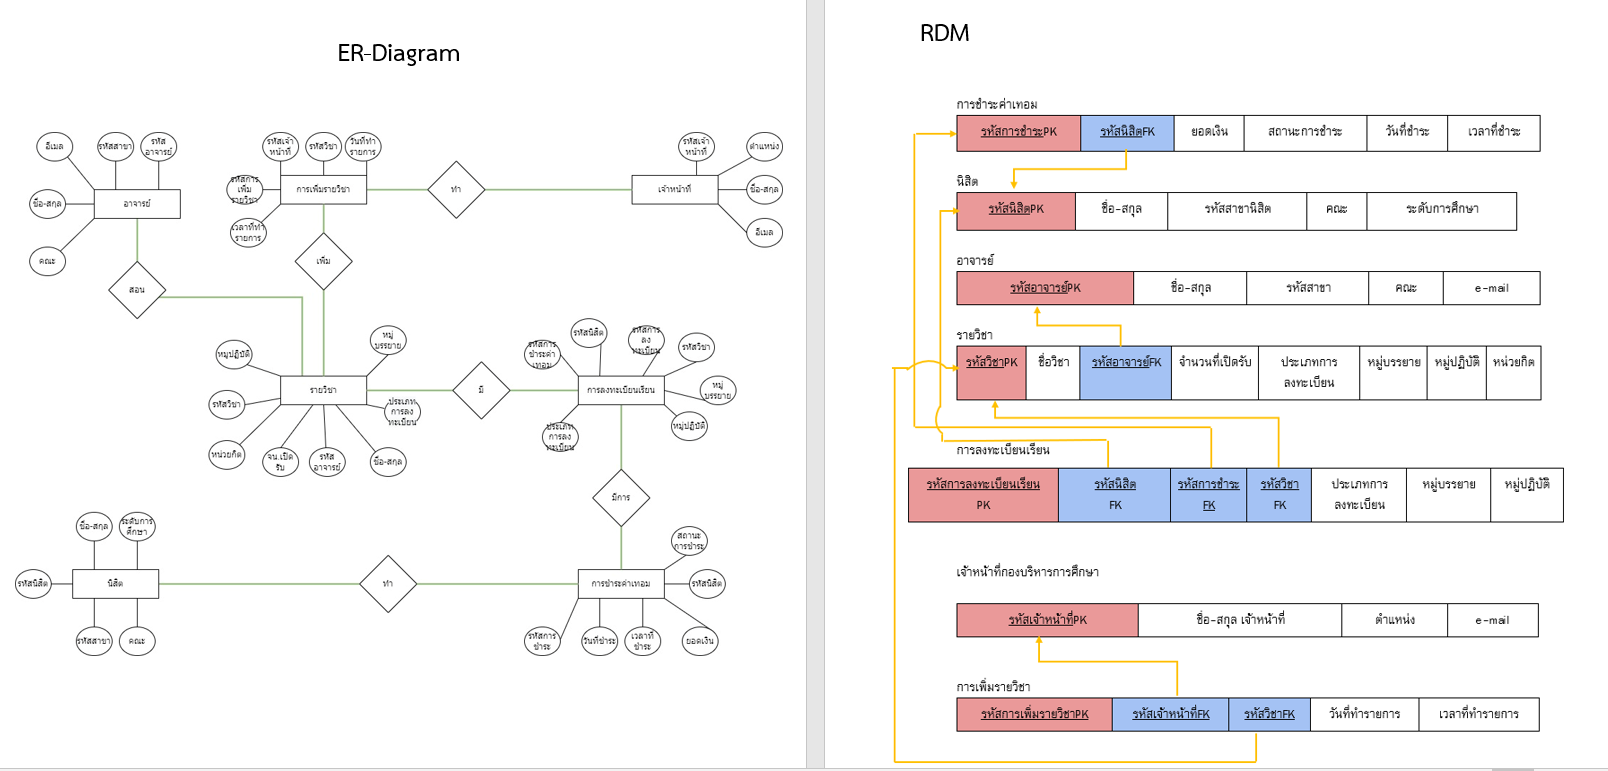 ER-Diagram
อีเมล
รหัสสาขา
รหัส
อาจารย์
ชื่อ-สกุล
อาจารย์
คณะ
สอน
รหัสเจ้า
หน้าที่
รหัสวิชา
วันที่ทำ
รายการ
รหัสการ
เพิ่ม
รายวิชา
การเพิ่มรายวิชา
เวลาที่ทำ
รายการ
ทำ
รหัสเจ้า
หน้าที่
ตำแหน่ง
เจ้าหน้าที่
ชื่อ-สกุล
อีเมล
เพิ่ม
หมู่ปฏิบัติ
หมู่
บรรยาย
รายวิชา
รหัสวิชา
ประเภท
การลง
ทะเบียน
หน่วยกิต
จน.เปิด
รับ
รหัส
อาจารย์
ชื่อ-สกุล
มี
รหัสการ
ชำระค่า
เทอม
รหัสนิสิต
รหัสการ
ลง
ทะเบียน
รหัสวิชา
การลงทะเบียนเรียน
หมู่
บรรยาย
ประเภท
การลง
ทะเบียน
หมู่ปฏิบัติ
มีการ
ชื่อ-สกุล
ระดับการ
ศึกษา
รหัสนิสิต
นิสิต
รหัสสาขา
คณะ
ทำ
สถานะ
การชำระ
การชำระค่าเทอม
รหัสนิสิต
รหัสการ
ชำระ
วันที่ชำระ
เวลาที่
ชำระ
ยอดเงิน
RDM
การชำระค่าเทอม
รหัสการชำระPK รหัสนิสิตFK ยอดเงิน สถานะการชำระ วันที่ชำระ เวลาที่ชำระ
นิสิต
รหัสนิสิตPK ชื่อ-สกุล รหัสสาขานิสิต คณะ ระดับการศึกษา
อาจารย์
รหัสอาจารย์PK ชื่อ-สกุล รหัสสาขา คณะ e-mail
รายวิชา
รหัสวิชาPK ชื่อวิชา รหัสอาจารย์FK จำนวนที่เปิดรับ ประเภทการ หมู่บรรยาย หมู่ปฏิบัติ หน่วยกิต
ลงทะเบียน
การลงทะเบียนเรียน
รหัสการลงทะเบียนเรียน รหัสนิสิต รหัสการชำระ รหัสวิชา ประเภทการ หมู่บรรยาย หมู่ปฏิบัติ
PK FK FK FK ลงทะเบียน
เจ้าหน้าที่กองบริหารการศึกษา
รหัสเจ้าหน้าที่PK ชื่อ-สกุล เจ้าหน้าที่ ตำแหน่ง e-mail
การเพิ่มรายวิชา
รหัสการเพิ่มรายวิชาPK รหัสเจ้าหน้าที่FK รหัสวิชาFK วันที่ทำรายการ เวลาที่ทำรายการ